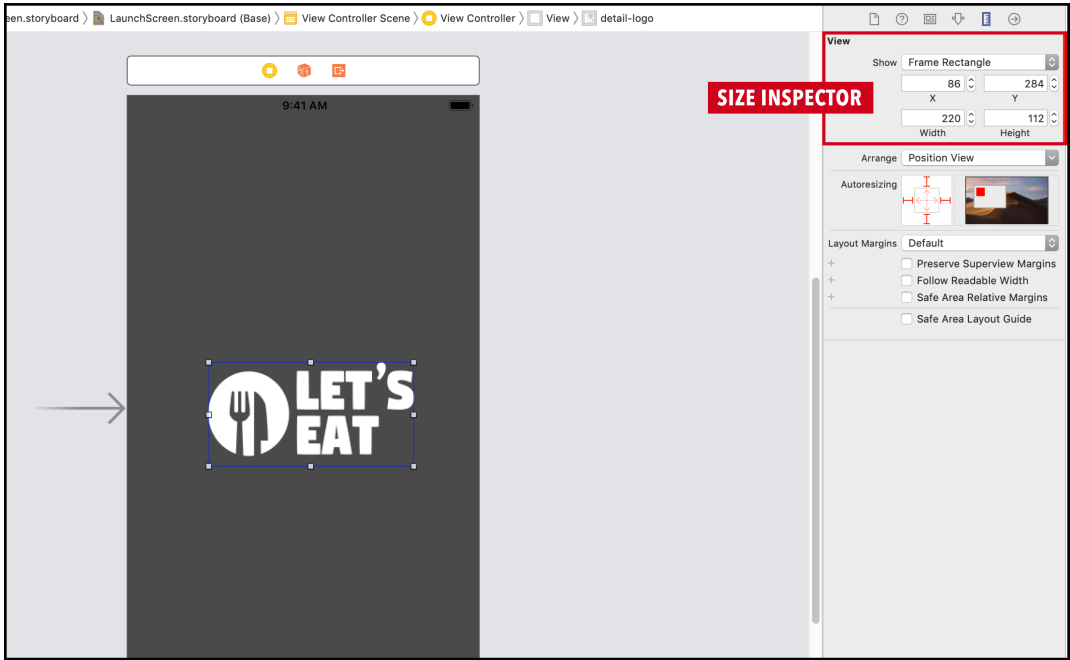 een.storyboard 〉 LaunchScreen.storyboard (Base) 〉 View Controller Scene 〉 View Controller 〉 View 〉 detail-logo
View
Show Frame Rectangle
86 284
X Y
220 112
Width Height
SIZE INSPECTOR
Arrange Position View
Autoresizing
Layout Margins Default
Preserve Superview Margins
Follow Readable Width
Safe Area Relative Margins
Safe Area Layout Guide
9:41 AM
LET'S
EAT